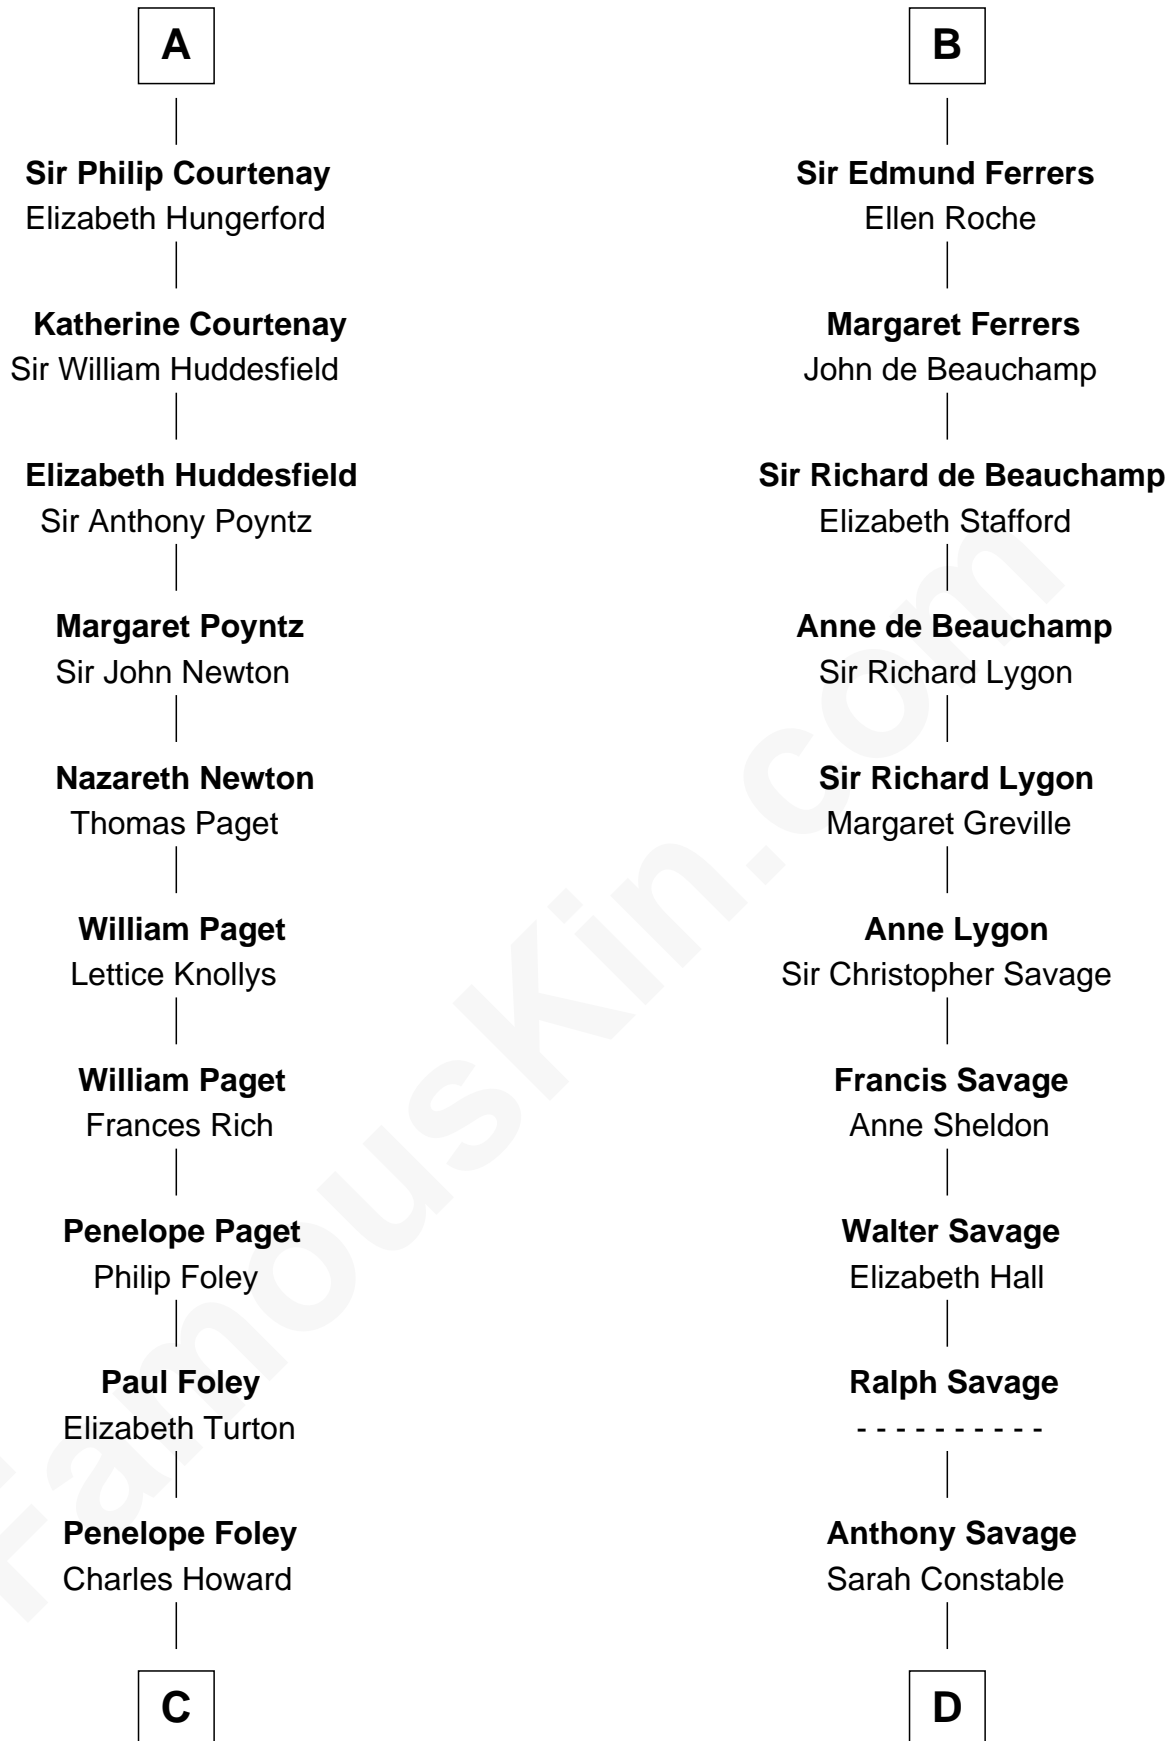 A
Sir Philip Courtenay
Elizabeth Hungerford
Katherine Courtenay
Sir William Huddesfield
Elizabeth Huddesfield
Sir Anthony Poyntz
Margaret Poyntz
Sir John Newton
Nazareth Newton
Thomas Paget
William Paget
Lettice Knollys
William Paget
Frances Rich
Penelope Paget
Philip Foley
Paul Foley
Elizabeth Turton
Penelope Foley
Charles Howard
C
B
Sir Edmund Ferrers
Ellen Roche
Margaret Ferrers
John de Beauchamp
Sir Richard de Beauchamp
Elizabeth Stafford
Anne de Beauchamp
Sir Richard Lygon
Sir Richard Lygon
Margaret Greville
Anne Lygon
Sir Christopher Savage
Francis Savage
Anne Sheldon
Walter Savage
Elizabeth Hall
Ralph Savage
- - - - - - - - - -
Anthony Savage
Sarah Constable
D
FamousKin.com